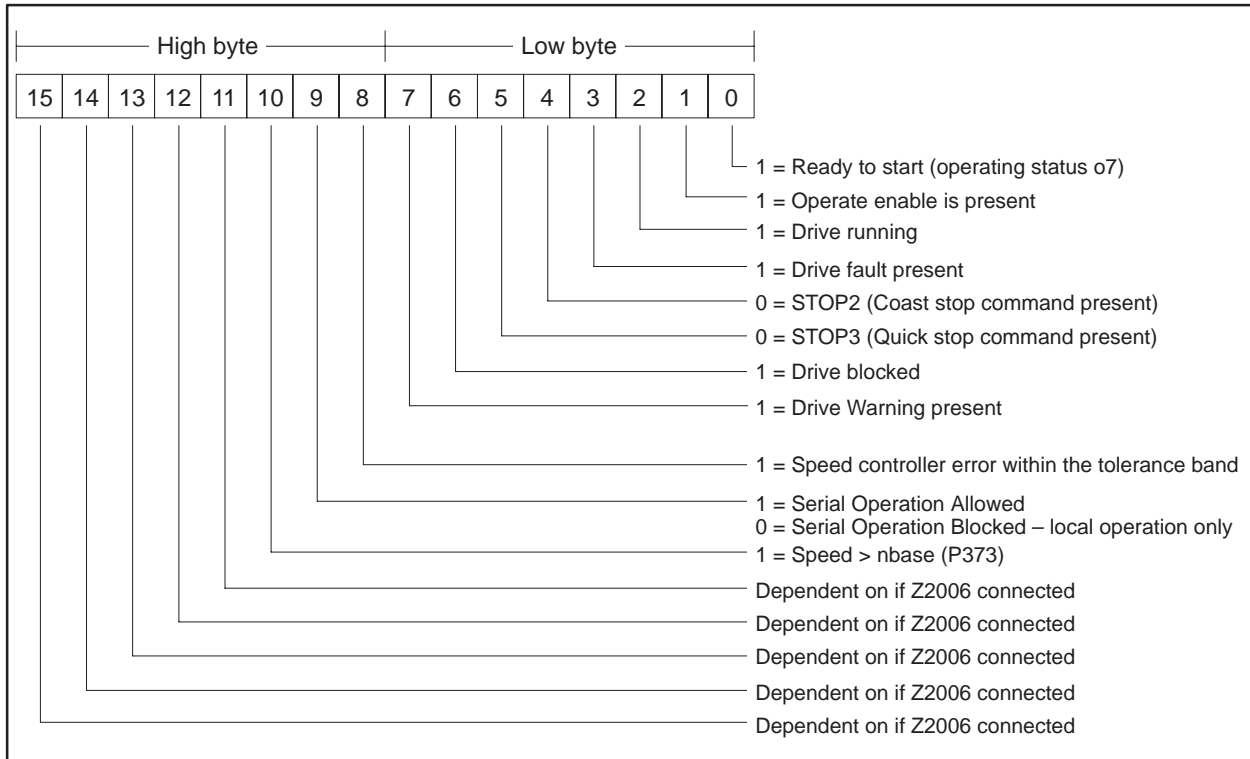 High byte Low byte
15 14 13 12 11 10 9 8 7 6 5 4 3 2 1 0
1 = Ready to start (operating status o7)
1 = Operate enable is present
1 = Drive running
1 = Drive fault present
0 = STOP2 (Coast stop command present)
0 = STOP3 (Quick stop command present)
1 = Drive blocked
1 = Drive Warning present
1 = Speed controller error within the tolerance band
1 = Serial Operation Allowed
0 = Serial Operation Blocked – local operation only
1 = Speed > nbase (P373)
Dependent on if Z2006 connected
Dependent on if Z2006 connected
Dependent on if Z2006 connected
Dependent on if Z2006 connected
Dependent on if Z2006 connected